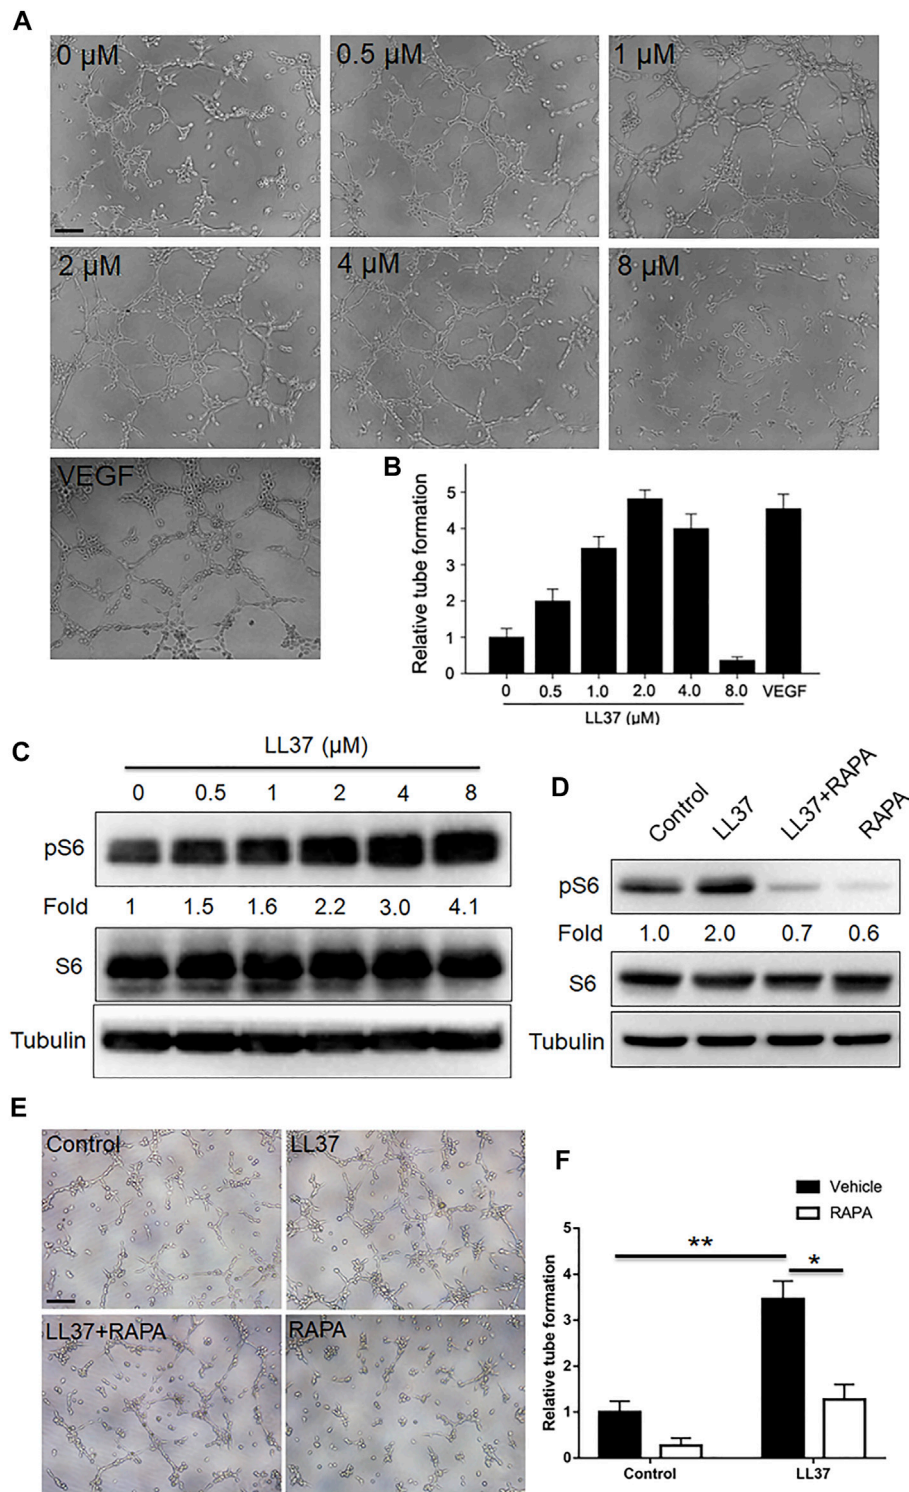 A
0 µM
0.5 µM
1 µM
2 µM
4 µM
8 µM
VEGF
B
Relative tube formation
5
4
3
2
1
0
0 0.5 1.0 2.0 4.0 8.0 VEGF
LL37 (µM)
C
LL37 (µM)
0 0.5 1 2 4 8
pS6
Fold 1 1.5 1.6 2.2 3.0 4.1
S6
Tubulin
D
Control LL37 LL37+RAPA RAPA
pS6
Fold 1.0 2.0 0.7 0.6
S6
Tubulin
E
Control
LL37
LL37+RAPA
RAPA
F
Vehicle
RAPA
Relative tube formation
5
4
3
2
1
0
**
*
Control LL37